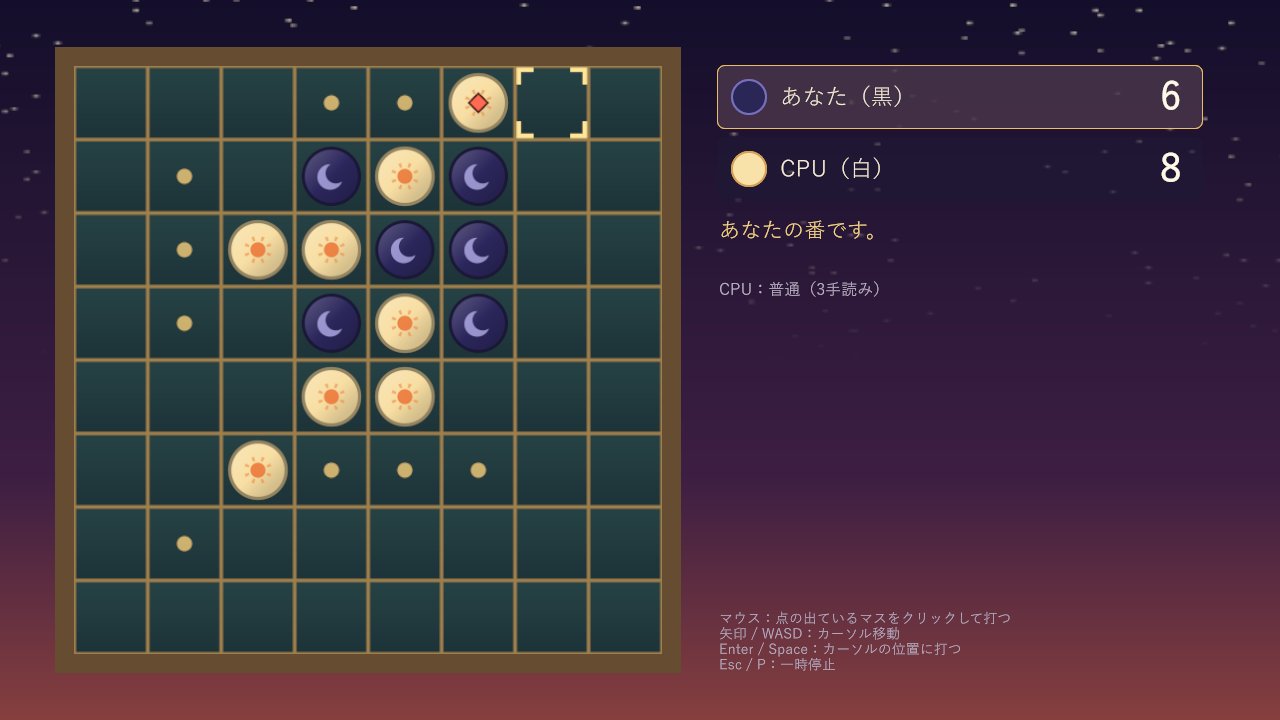 あなた（黒）
6
CPU（白）
8
あなたの番です。
CPU：普通（3手読み）
マウス：点の出ているマスをクリックして打つ
矢印 / WASD：カーソル移動
Enter / Space：カーソルの位置に打つ
Esc / P：一時停止